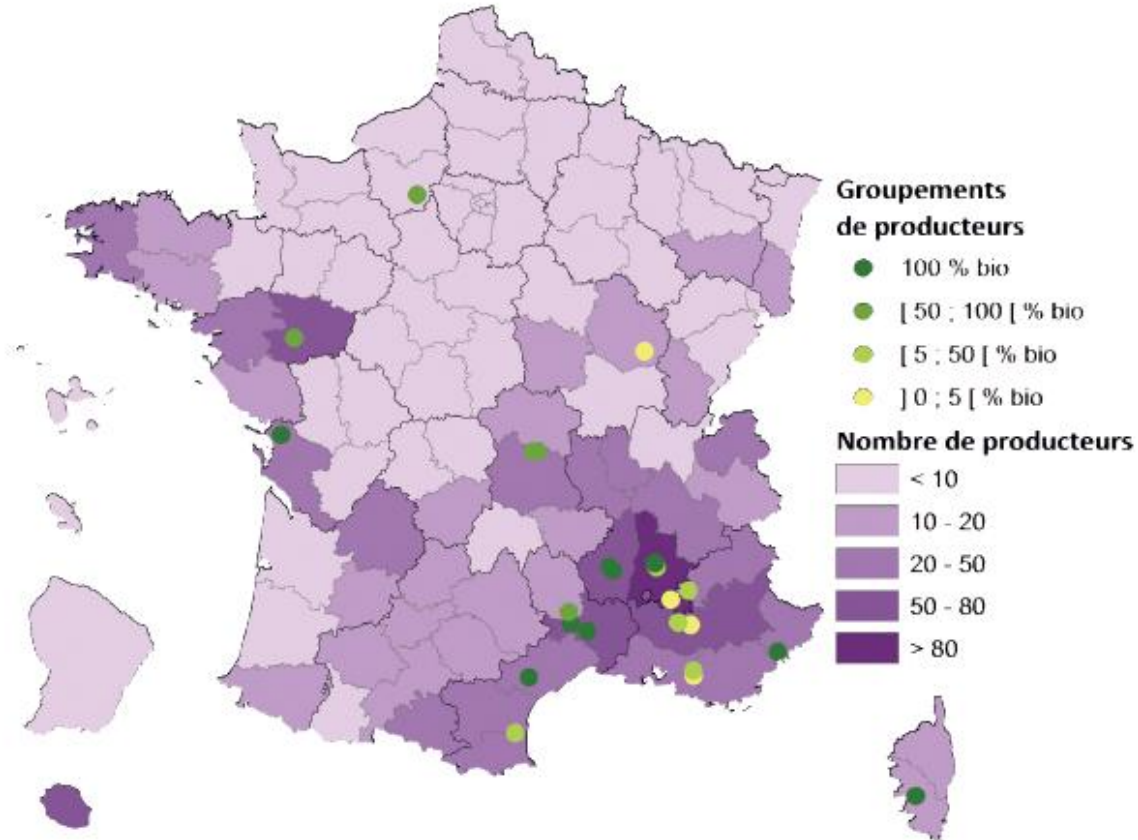 Groupements
de producteurs
100 % bio
[ 50 ; 100 [ % bio
[ 5 ; 50 [ % bio
] 0 ; 5 [ % bio
Nombre de producteurs
< 10
10 - 20
20 - 50
50 - 80
> 80